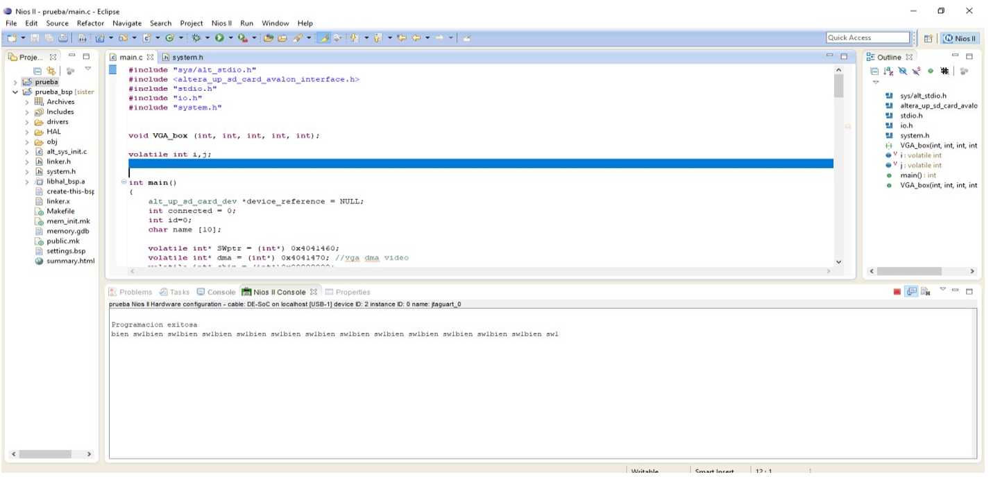 Nios II - prueba/main.c - Eclipse
File Edit Source Refactor Navigate Search Project Nios II Run Window Help
Quick Access
Nios II
Proje...
prueba
prueba_bsp [sister
Archives
Includes
drivers
HAL
obj
alt_sys_init.c
linker.h
system.h
libhal_bsp.a
create-this-bsp
linker.x
Makefile
mem_init.mk
memory.gdb
public.mk
settings.bsp
summary.html
main.c system.h
#include "sys/alt_stdio.h"
#include <altera_up_sd_card_avalon_interface.h>
#include "stdio.h"
#include "io.h"
#include "system.h"
void VGA_box (int, int, int, int, int);
volatile int i,j;
int main()
{
alt_up_sd_card_dev *device_reference = NULL;
int connected = 0;
int id=0;
char name [10];
volatile int* SWptr = (int*) 0x4041460;
volatile int* dma = (int*) 0x4041470; //vga dma video
Outline
sys/alt_stdio.h
altera_up_sd_card_avalo
stdio.h
io.h
system.h
VGA_box(int, int, int, int
i : volatile int
j : volatile int
main() : int
VGA_box(int, int, int, int
Problems Tasks Console Nios II Console Properties
prueba Nios II Hardware configuration - cable: DE-SoC on localhost [USB-1] device ID: 2 instance ID: 0 name: jtaguart_0
Programacion exitosa
bien sw1bien sw1bien sw1bien sw1bien sw1bien sw1bien sw1bien sw1bien sw1bien sw1bien sw1bien sw1bien sw1
Writable Smart Insert 12 : 1